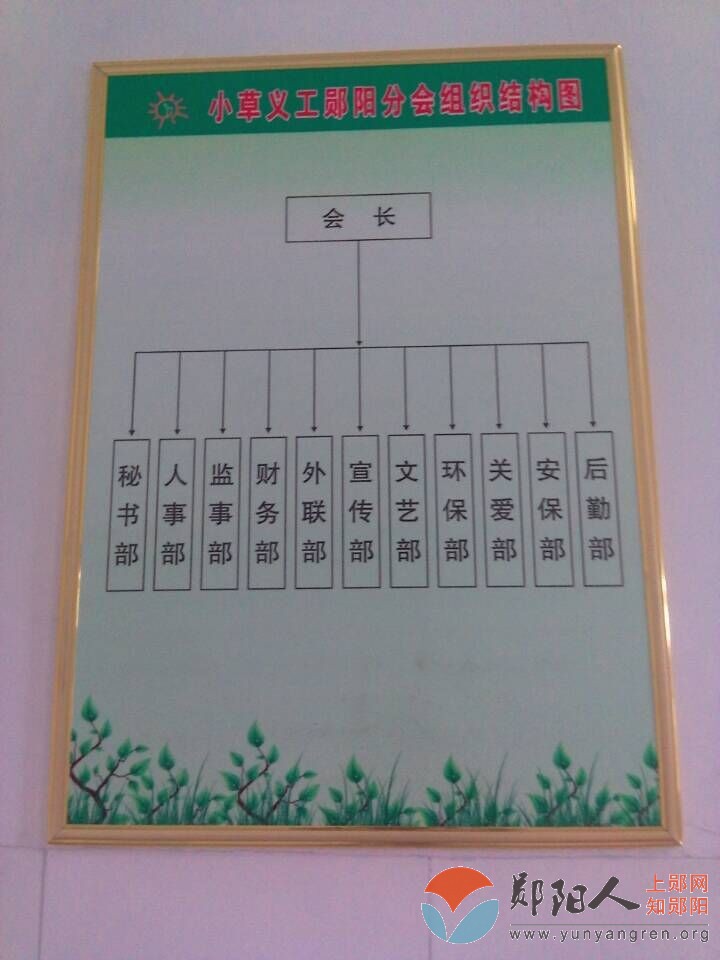 小草义工郧阳分会组织结构图
会 长
秘书部
人事部
监事部
财务部
外联部
宣传部
文艺部
环保部
关爱部
安保部
后勤部
郧阳人 上郧网
知郧阳
www.yunyangren.org